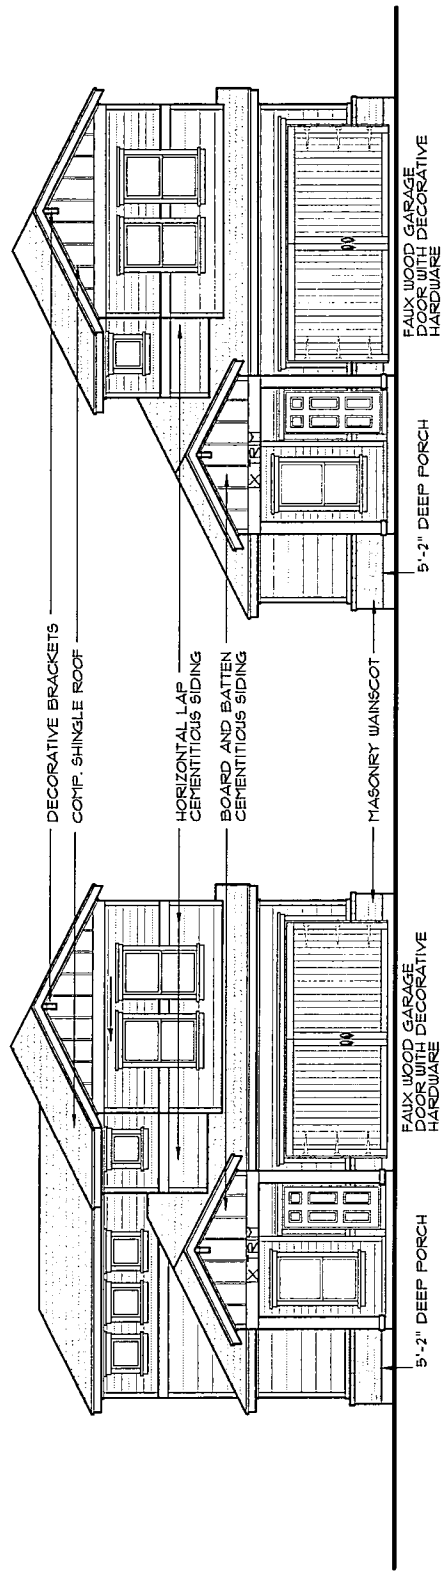 DECORATIVE BRACKETS
COMP. SHINGLE ROOF
HORIZONTAL LAP
CEMENTITIOUS SIDING
BOARD AND BATTEN
CEMENTITIOUS SIDING
X TRIM
X TRIM
MASONRY WAINSCOT
5'-2" DEEP PORCH
FAUX WOOD GARAGE
DOOR WITH DECORATIVE
HARDWARE
5'-2" DEEP PORCH
FAUX WOOD GARAGE
DOOR WITH DECORATIVE
HARDWARE